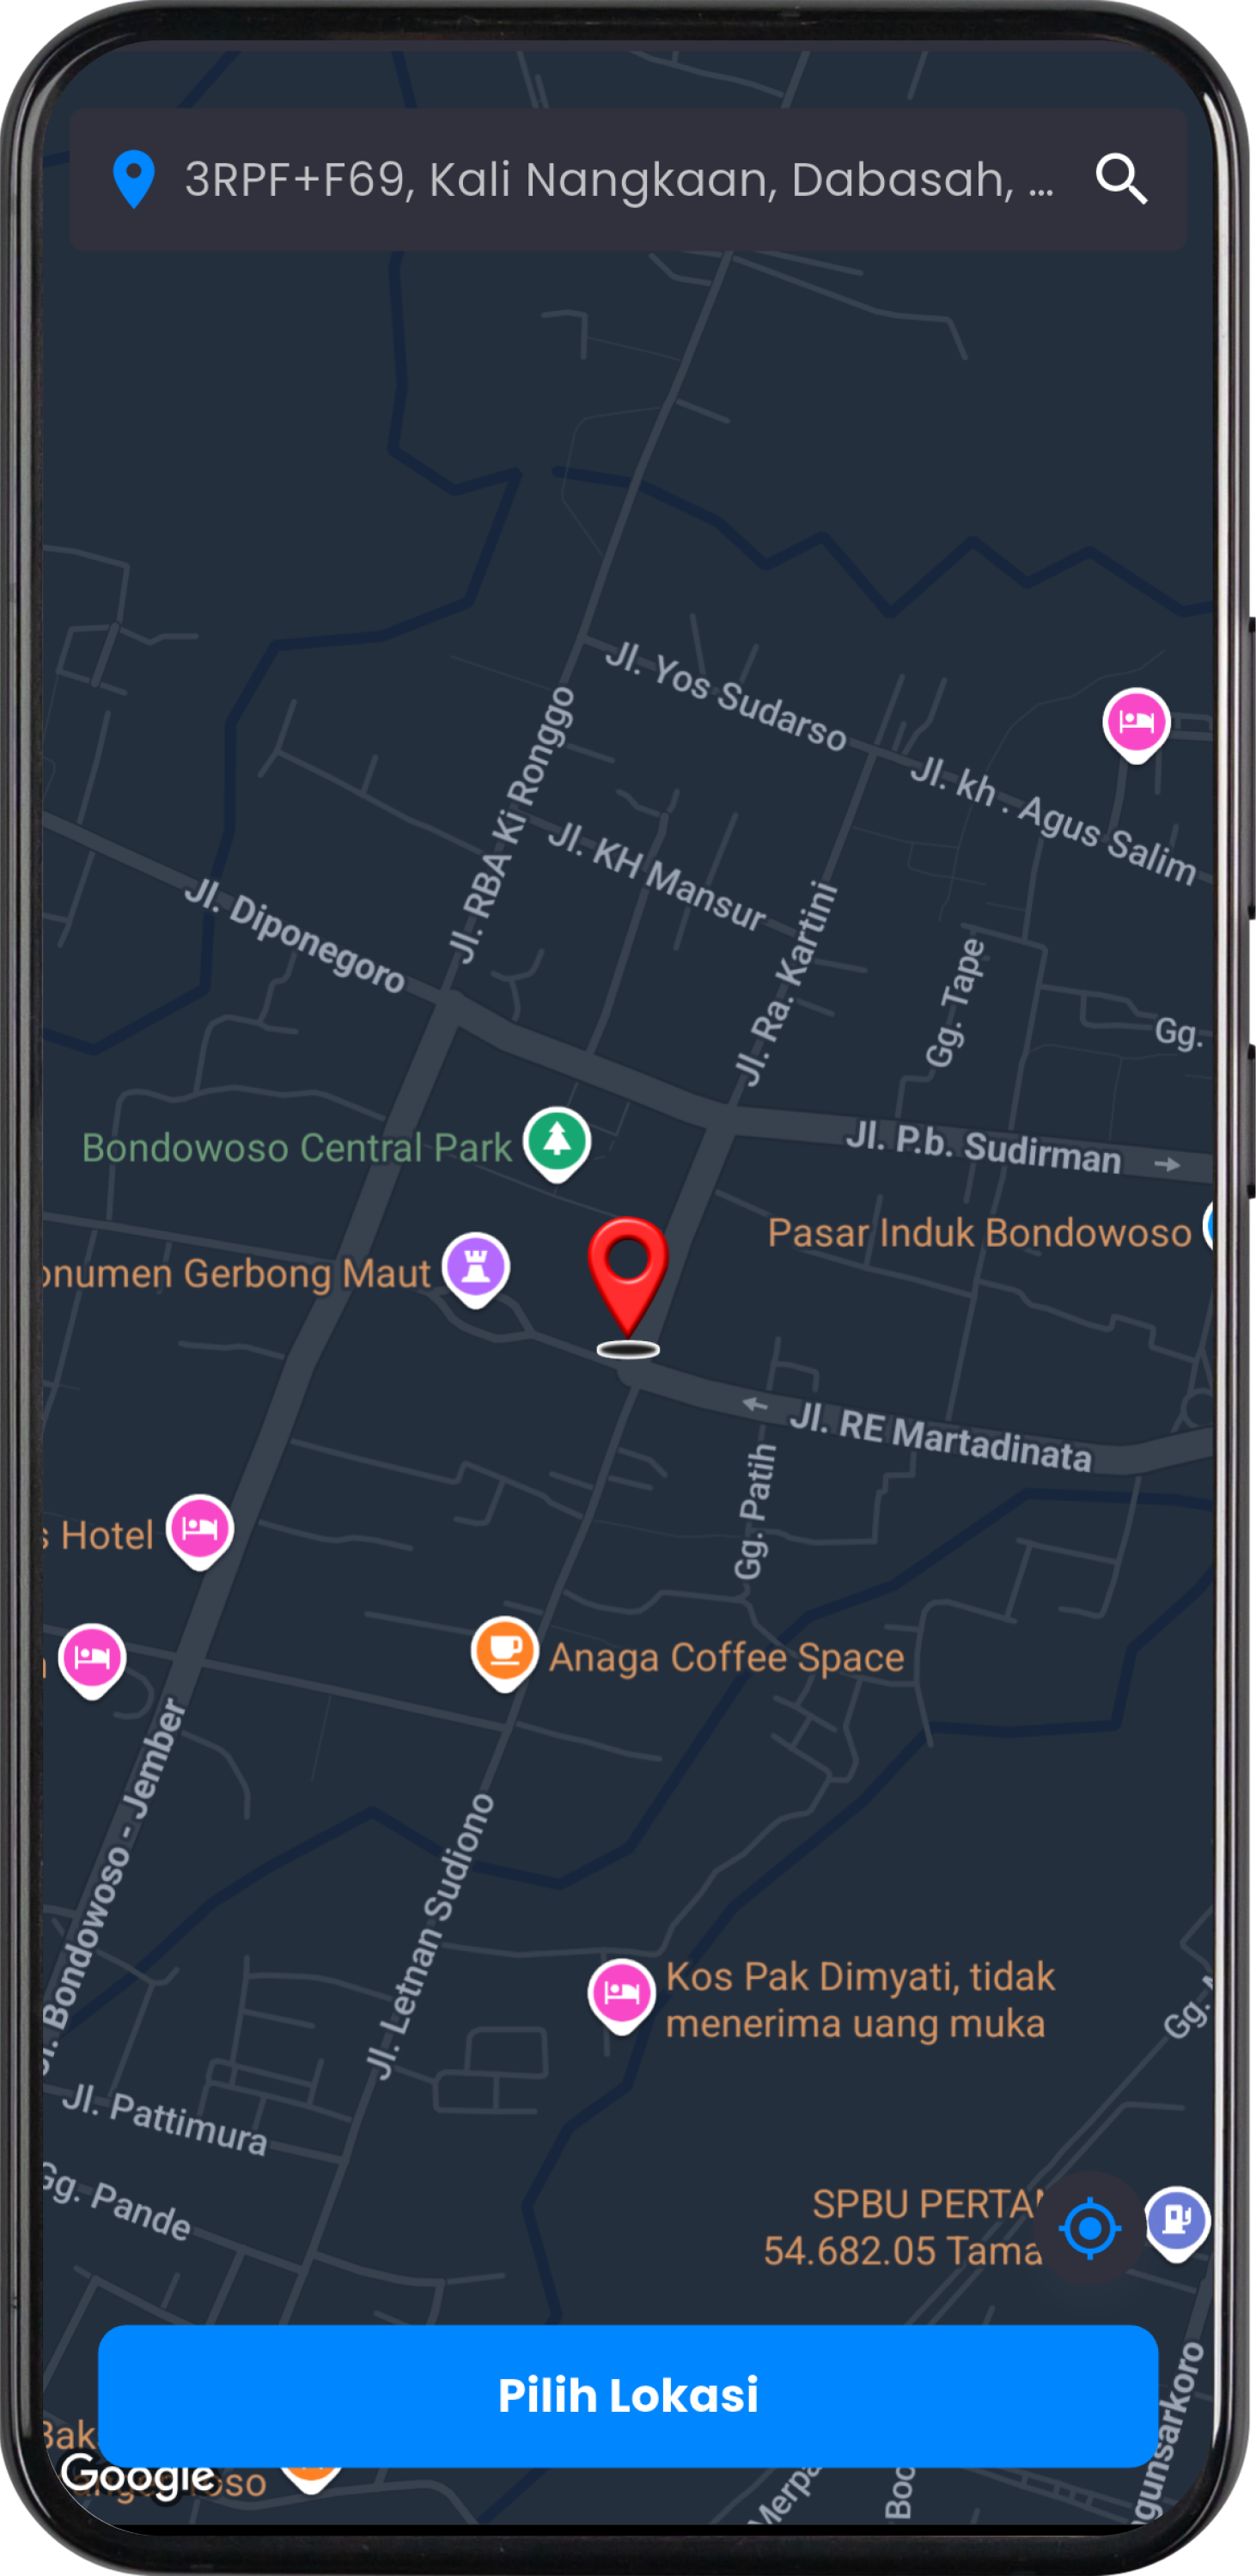 3RPF+F69, Kali Nangkaan, Dabasah, ...
Jl. Yos Sudarso
Jl. kh . Agus Salim
Jl. RBA Ki Ronggo
Jl. KH Mansur
Jl. Diponegoro
Jl. Ra. Kartini
Gg. Tape
Gg.
Bondowoso Central Park
Jl. P.b. Sudirman
Pasar Induk Bondowoso
onumen Gerbong Maut
Jl. RE Martadinata
Gg. Patih
s Hotel
Anaga Coffee Space
Jl. Bondowoso - Jember
Jl. Letnan Sudiono
Kos Pak Dimyati, tidak
menerima uang muka
Gg.
Jl. Pattimura
Gg. Pande
SPBU PERTA
54.682.05 Tama
Pilih Lokasi
gunsarkoro
Bak
Google
oso
Merpa
Boo